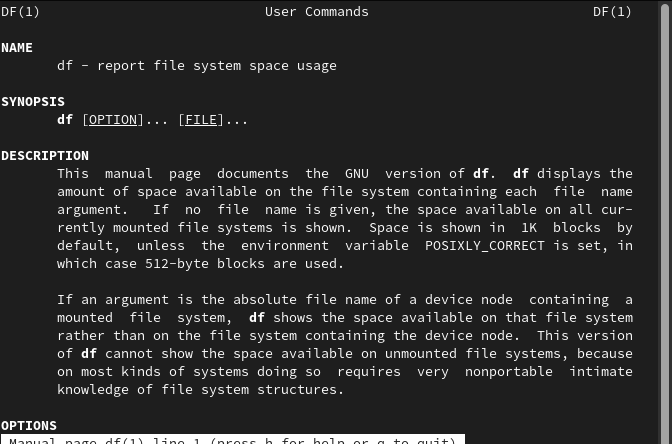 DF(1) User Commands DF(1)
NAME
df - report file system space usage
SYNOPSIS
df [OPTION]... [FILE]...
DESCRIPTION
This manual page documents the GNU version of df. df displays the
amount of space available on the file system containing each file name
argument. If no file name is given, the space available on all cur-
rently mounted file systems is shown. Space is shown in 1K blocks by
default, unless the environment variable POSIXLY_CORRECT is set, in
which case 512-byte blocks are used.
If an argument is the absolute file name of a device node containing a
mounted file system, df shows the space available on that file system
rather than on the file system containing the device node. This version
of df cannot show the space available on unmounted file systems, because
on most kinds of systems doing so requires very nonportable intimate
knowledge of file system structures.
OPTIONS
Manual page df(1) line 1 (press h for help or q to quit)